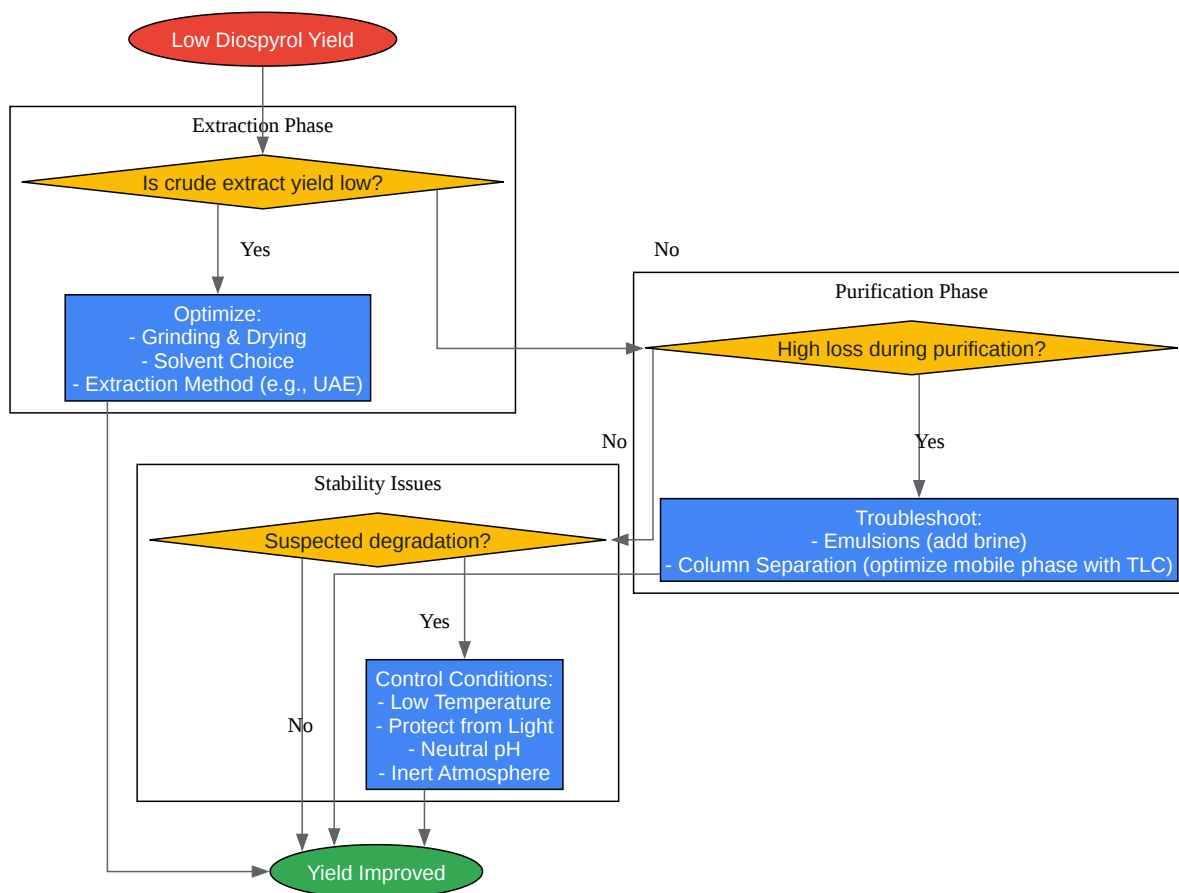 Low Diospyrol Yield
Extraction Phase
Is crude extract yield low?
Yes
No
Optimize:
- Grinding & Drying
- Solvent Choice
- Extraction Method (e.g., UAE)
Purification Phase
High loss during purification?
No
Yes
Stability Issues
Troubleshoot:
- Emulsions (add brine)
- Column Separation (optimize mobile phase with TLC)
Suspected degradation?
Yes
No
Control Conditions:
- Low Temperature
- Protect from Light
- Neutral pH
- Inert Atmosphere
Yield Improved